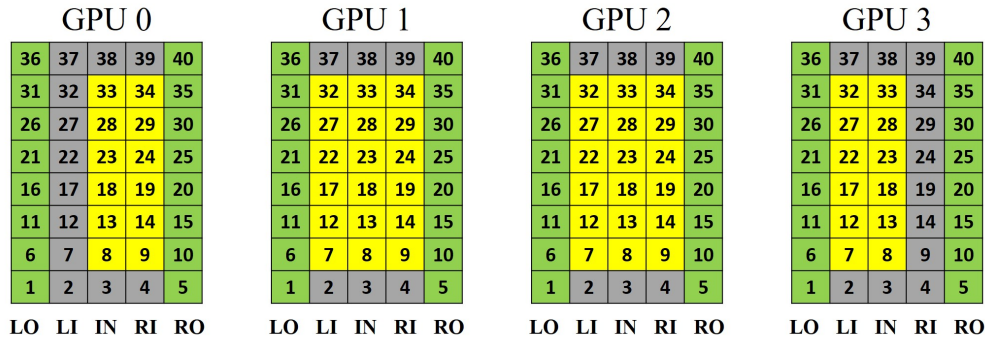 GPU 0 GPU 1 GPU 2 GPU 3
36 37 38 39 40 36 37 38 39 40 36 37 38 39 40 36 37 38 39 40
31 32 33 34 35 31 32 33 34 35 31 32 33 34 35 31 32 33 34 35
26 27 28 29 30 26 27 28 29 30 26 27 28 29 30 26 27 28 29 30
21 22 23 24 25 21 22 23 24 25 21 22 23 24 25 21 22 23 24 25
16 17 18 19 20 16 17 18 19 20 16 17 18 19 20 16 17 18 19 20
11 12 13 14 15 11 12 13 14 15 11 12 13 14 15 11 12 13 14 15
6 7 8 9 10 6 7 8 9 10 6 7 8 9 10 6 7 8 9 10
1 2 3 4 5 1 2 3 4 5 1 2 3 4 5 1 2 3 4 5
LO LI IN RI RO LO LI IN RI RO LO LI IN RI RO LO LI IN RI RO